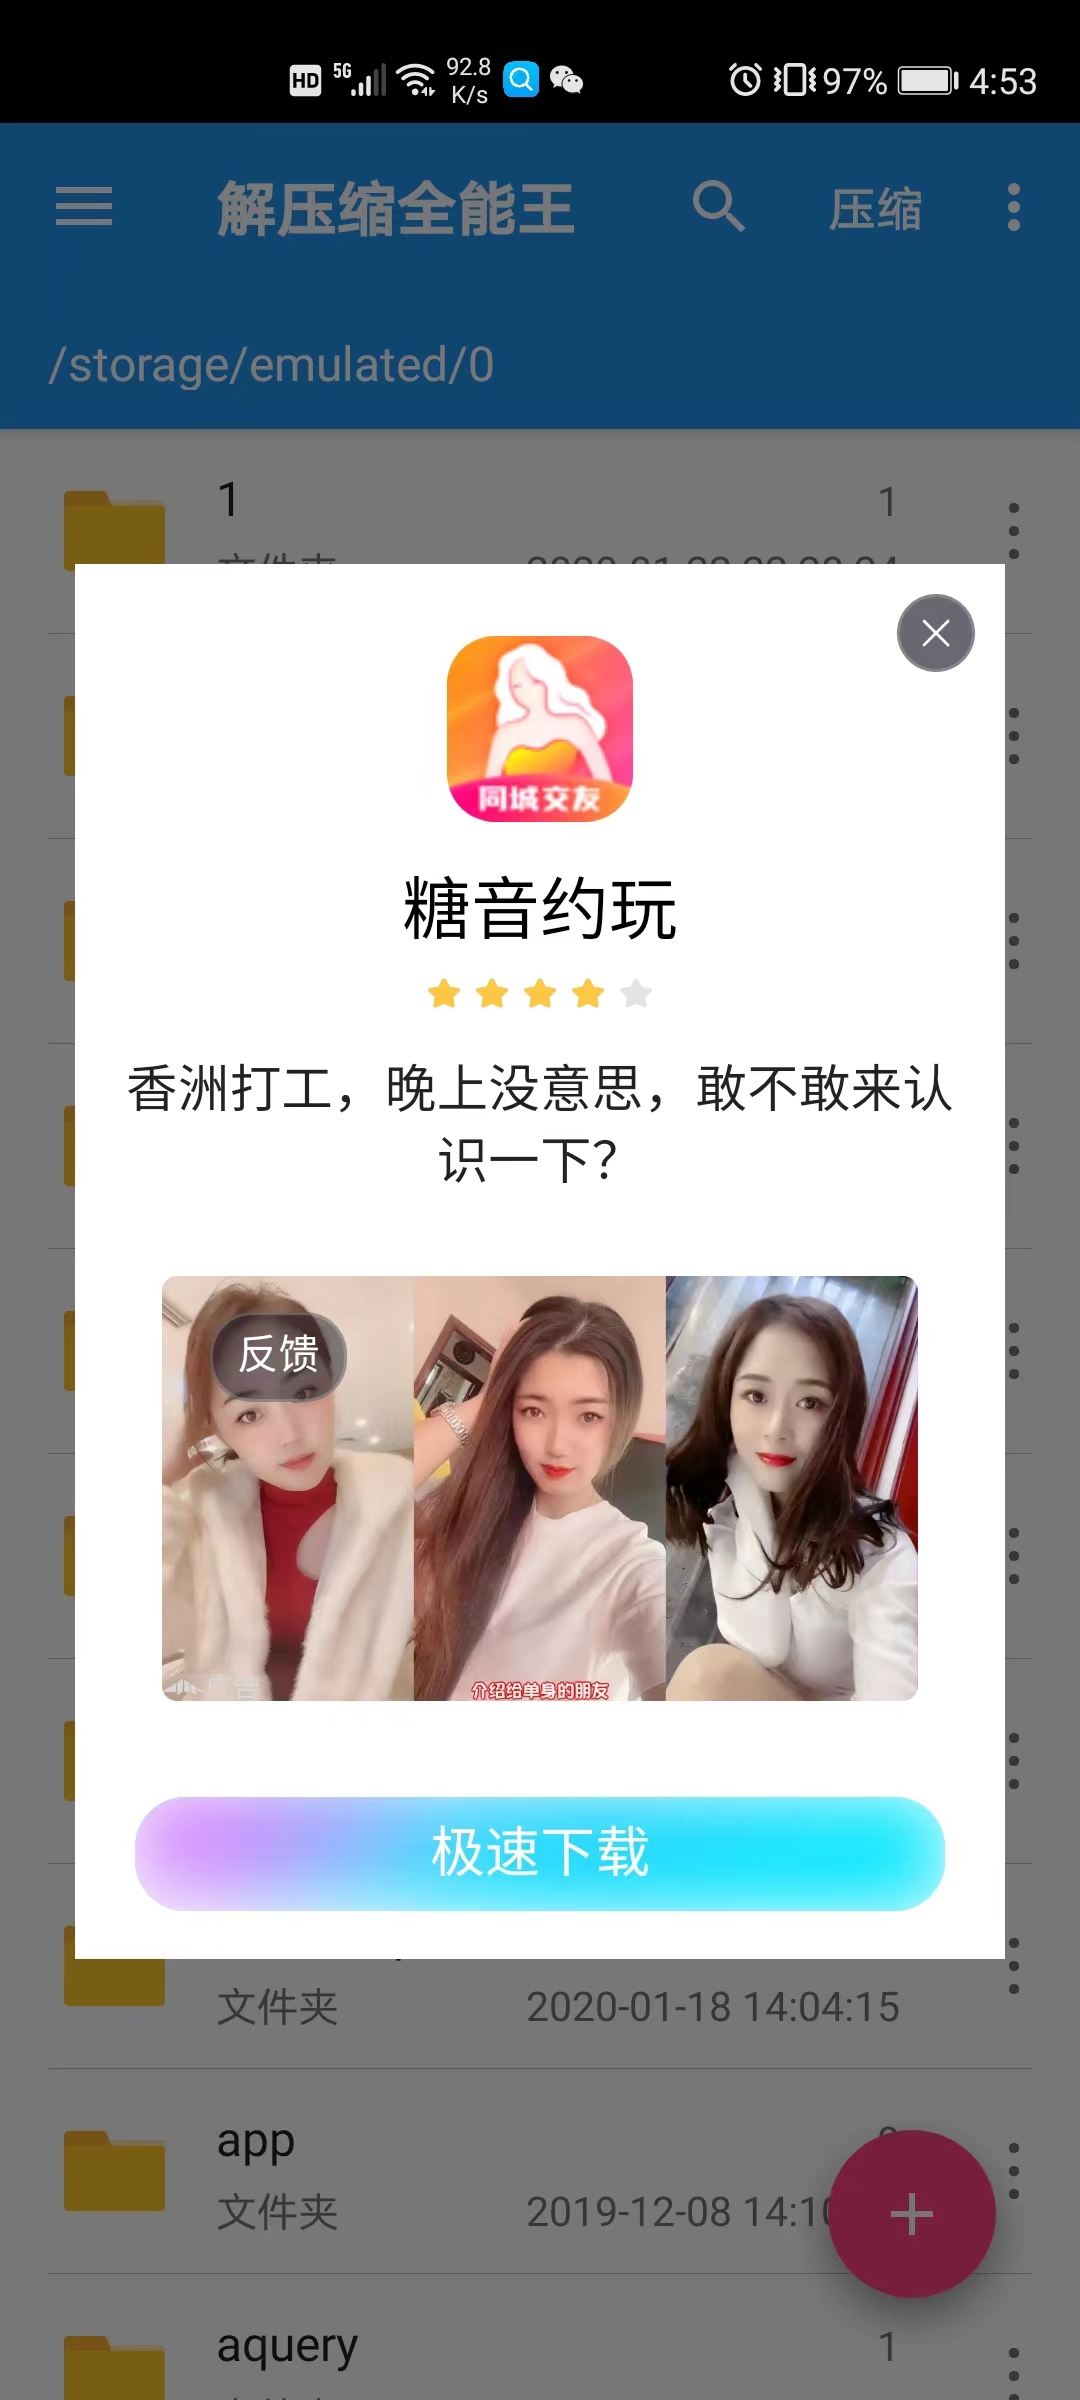 HD 5G 92.8 K/s 97% 4:53
解压缩全能王 压缩
/storage/emulated/0
1 1
同城交友
糖音约玩
香洲打工，晚上没意思，敢不敢来认
识一下？
反馈
介绍给单身的朋友
广告
极速下载
文件夹 2020-01-18 14:04:15
app
文件夹 2019-12-08 14:10
aquery 1